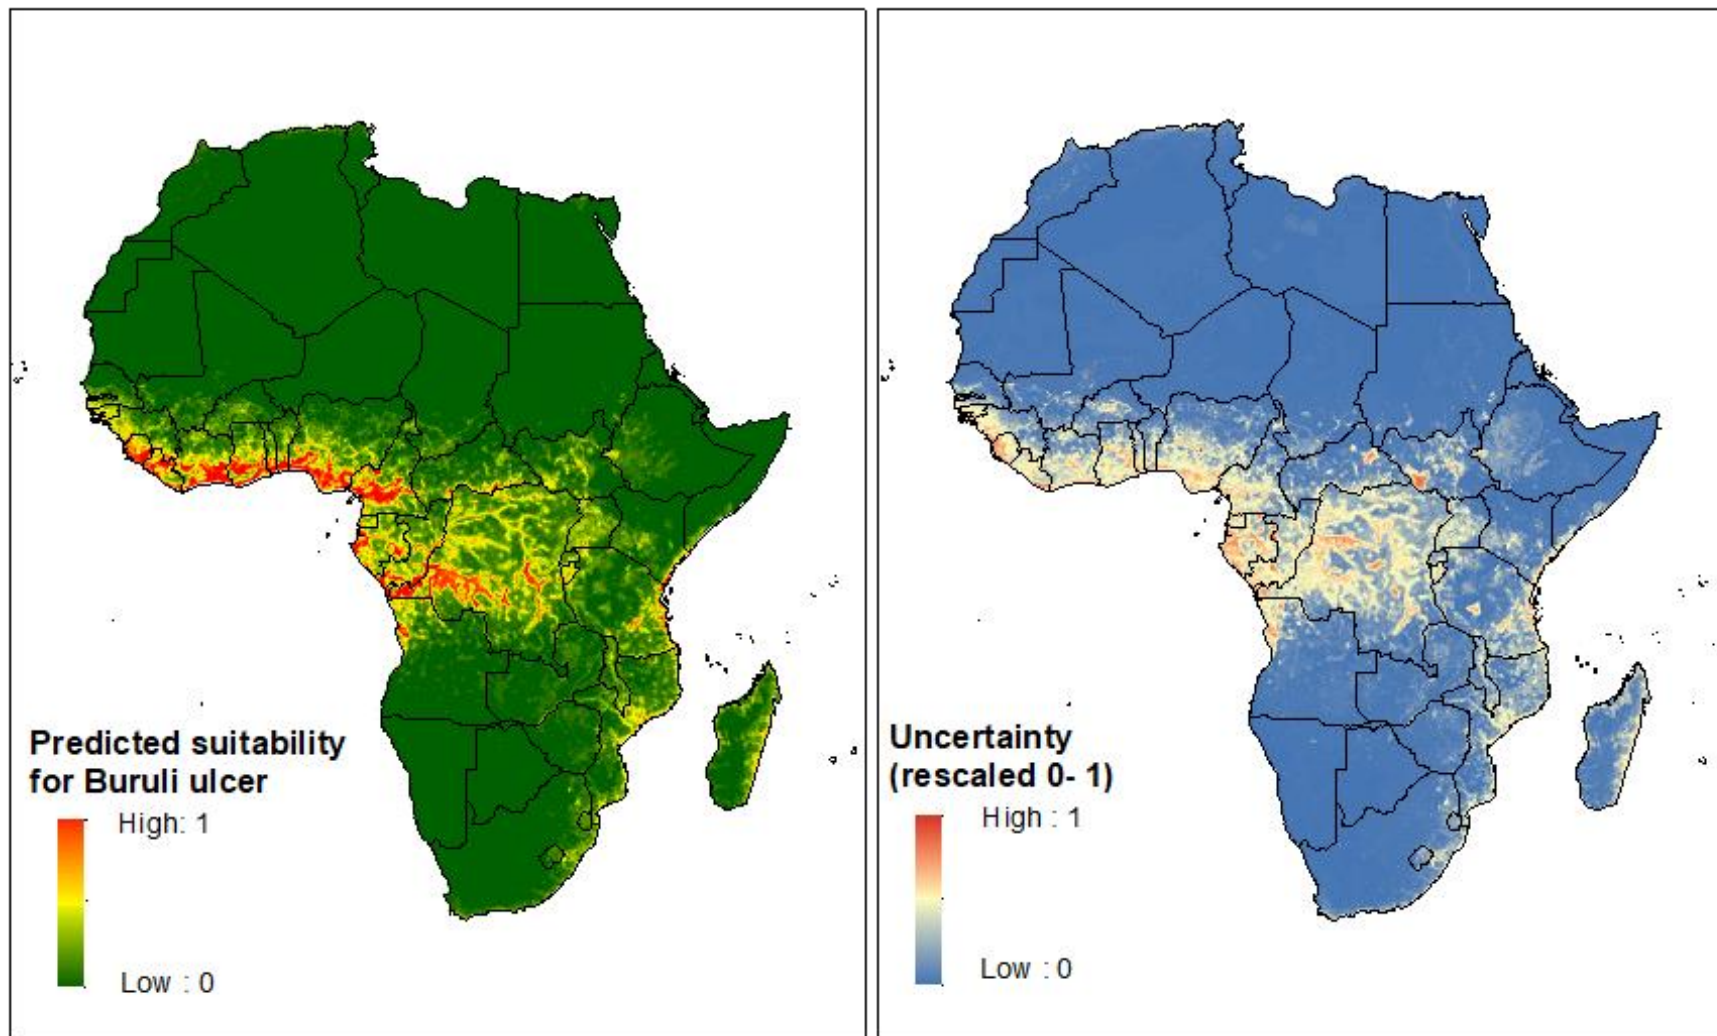 Predicted suitability
for Buruli ulcer
High: 1
Low : 0
Uncertainty
(rescaled 0- 1)
High : 1
Low : 0